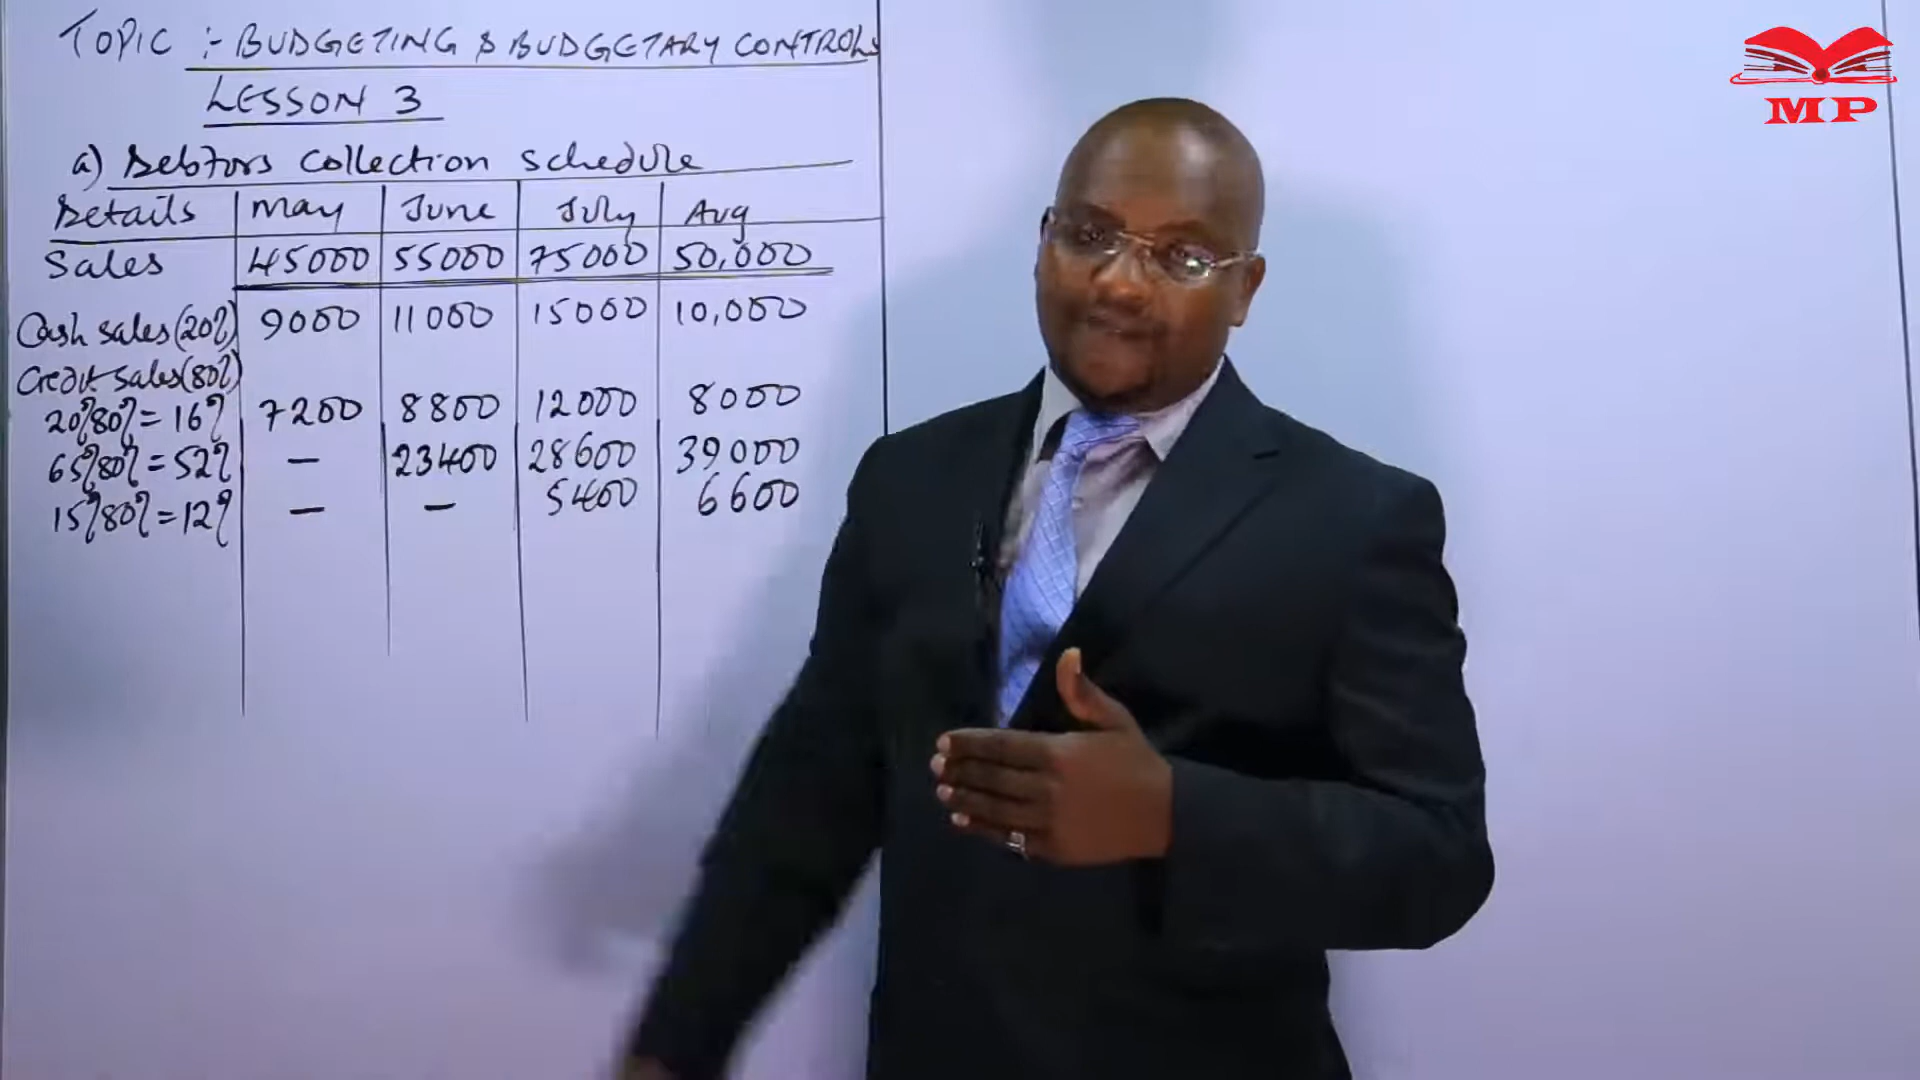 TOPIC :- BUDGETING & BUDGETARY CONTROLS
LESSON 3
a) Debtors collection schedule
Details May June July Aug
Sales 45000 55000 75000 50,000
Cash sales (20%) 9000 11000 15000 10,000
Credit sales (80%)
20%80% = 16% 7200 8800 12000 8000
65%80% = 52% — 23400 28600 39000
15%80% = 12% — — 5400 6600
MP